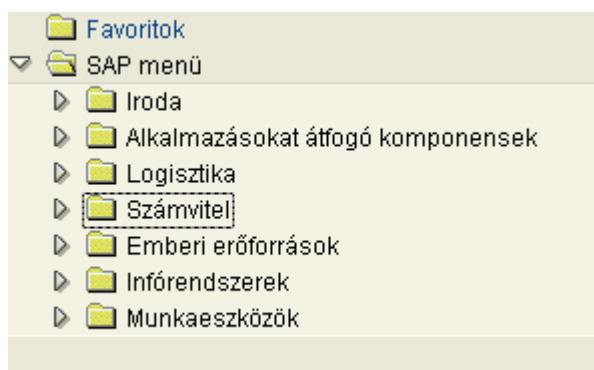 Favoritok
SAP menü
Iroda
Alkalmazásokat átfogó komponensek
Logisztika
Számvitel
Emberi erőforrások
Infórendszerek
Munkaeszközök